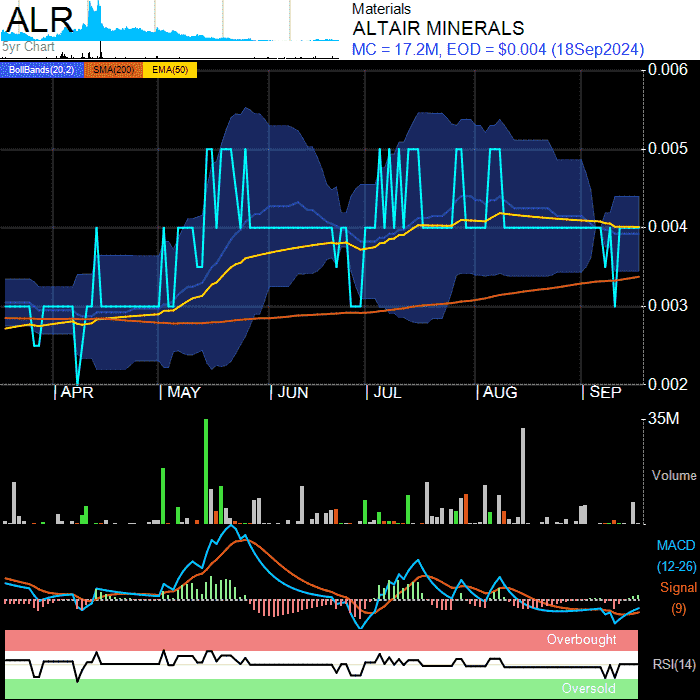 ALR
5yr Chart
Materials
ALTAIR MINERALS
MC = 17.2M, EOD = $0.004 (18Sep2024)
BollBands(20,2) SMA(200) EMA(50)
0.006
0.005
0.004
0.003
0.002
APR MAY JUN JUL AUG SEP
35M
Volume
MACD
(12-26)
Signal
(9)
Overbought
RSI(14)
Oversold